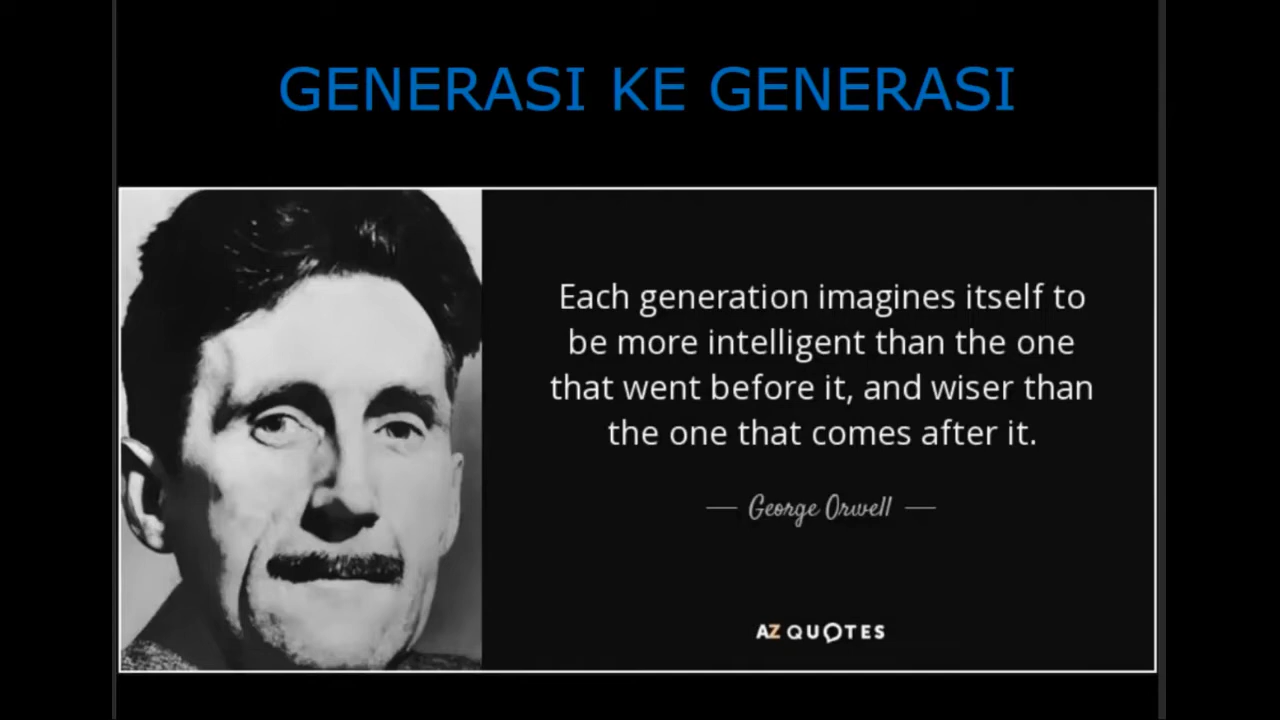 GENERASI KE GENERASI
Each generation imagines itself to
be more intelligent than the one
that went before it, and wiser than
the one that comes after it.
George Orwell
AZ QUOTES